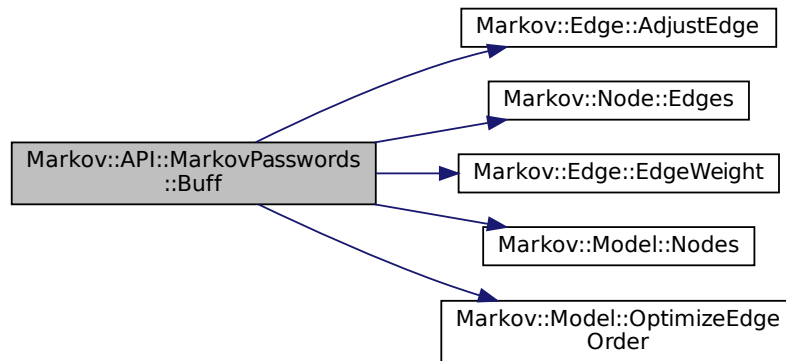 Markov::Edge::AdjustEdge
Markov::Node::Edges
Markov::API::MarkovPasswords
::Buff
Markov::Edge::EdgeWeight
Markov::Model::Nodes
Markov::Model::OptimizeEdge
Order